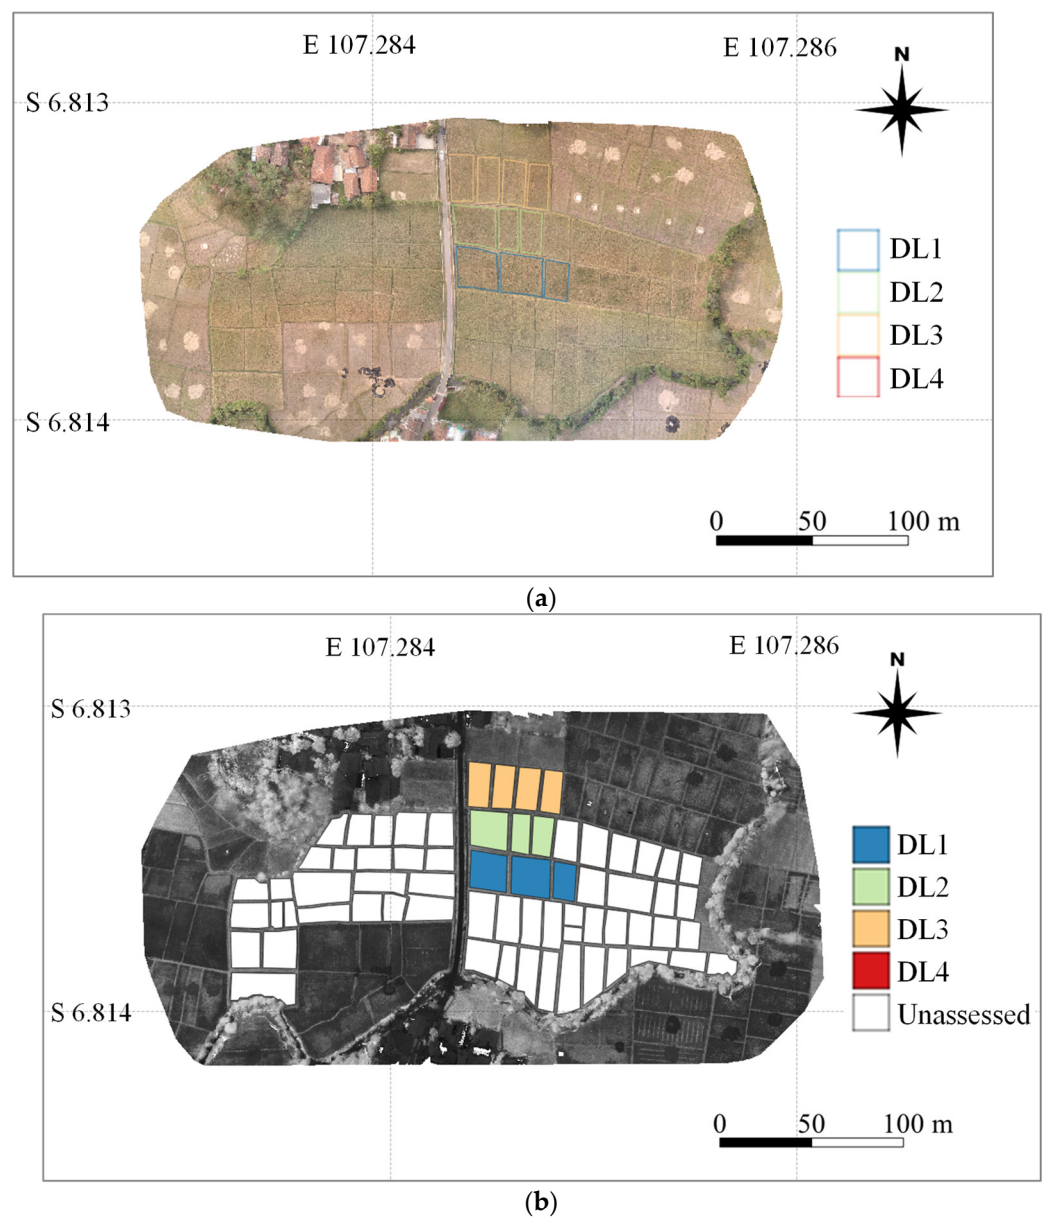 E 107.284 E 107.286
N
S 6.813
DL1
DL2
DL3
DL4
S 6.814
0 50 100 m
(a)
E 107.284 E 107.286
N
S 6.813
DL1
DL2
DL3
DL4
Unassessed
S 6.814
0 50 100 m
(b)